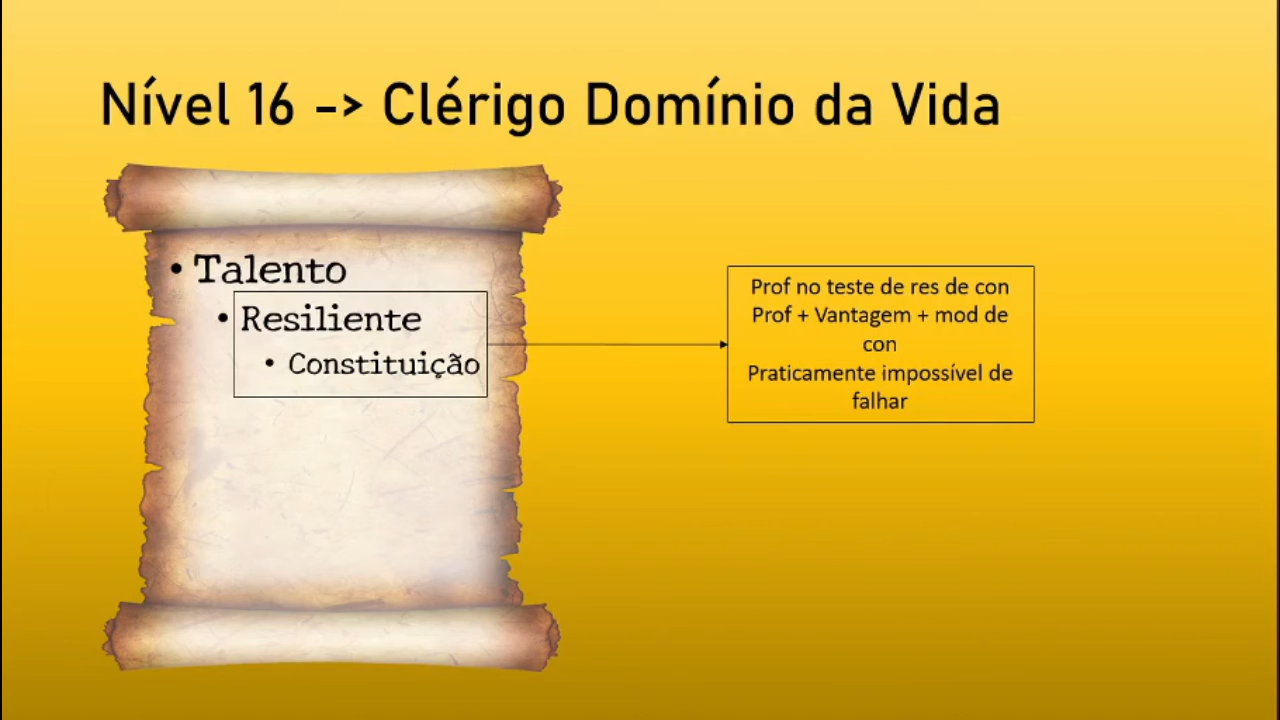 Nível 16 -> Clérigo Domínio da Vida
• Talento
• Resiliente
• Constituição
Prof no teste de res de con
Prof + Vantagem + mod de
con
Praticamente impossível de
falhar